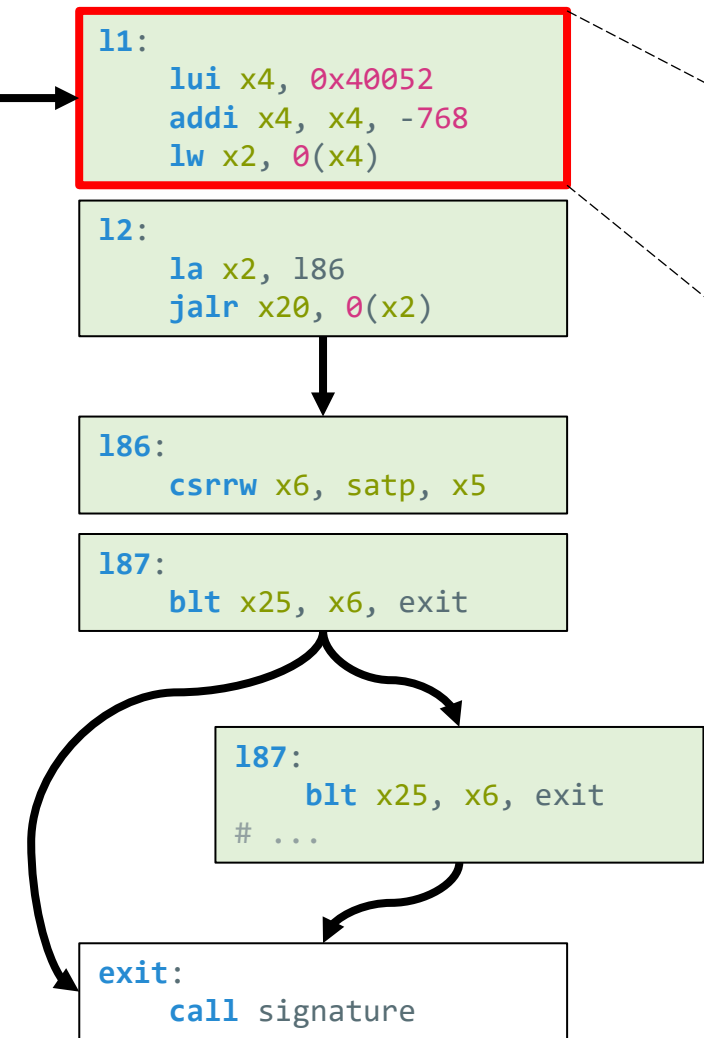 l1:
lui x4, 0x40052
addi x4, x4, -768
lw x2, 0(x4)
l2:
la x2, l86
jalr x20, 0(x2)
l86:
csrrw x6, satp, x5
l87:
blt x25, x6, exit
l87:
blt x25, x6, exit
# ...
exit:
call signature